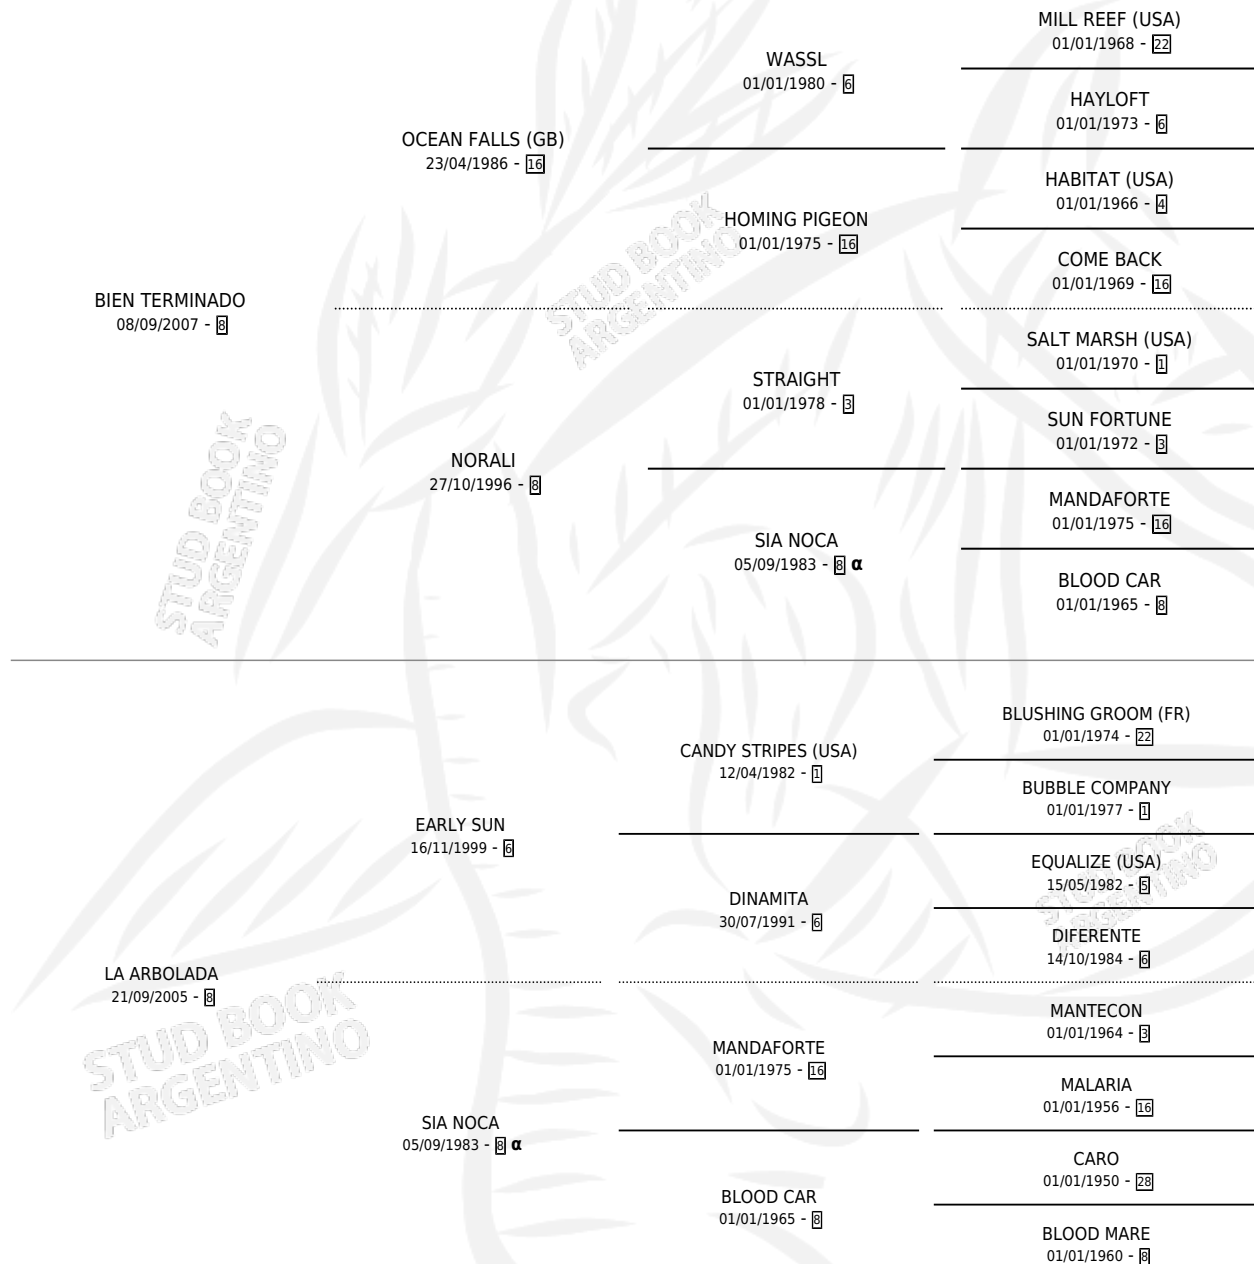 MILL REEF (USA)
01/01/1968 - 22
WASSL
01/01/1980 - 6
HAYLOFT
01/01/1973 - 6
OCEAN FALLS (GB)
23/04/1986 - 16
HABITAT (USA)
01/01/1966 - 4
HOMING PIGEON
01/01/1975 - 16
COME BACK
01/01/1969 - 16
BIEN TERMINADO
08/09/2007 - 8
SALT MARSH (USA)
01/01/1970 - 1
STRAIGHT
01/01/1978 - 3
SUN FORTUNE
01/01/1972 - 3
NORALI
27/10/1996 - 8
MANDAFORTE
01/01/1975 - 16
SIA NOCA
05/09/1983 - 8 α
BLOOD CAR
01/01/1965 - 8
BLUSHING GROOM (FR)
01/01/1974 - 22
CANDY STRIPES (USA)
12/04/1982 - 1
BUBBLE COMPANY
01/01/1977 - 1
EARLY SUN
16/11/1999 - 6
EQUALIZE (USA)
15/05/1982 - 5
DINAMITA
30/07/1991 - 6
DIFERENTE
14/10/1984 - 6
LA ARBOLADA
21/09/2005 - 8
MANTECON
01/01/1964 - 3
MANDAFORTE
01/01/1975 - 16
MALARIA
01/01/1956 - 16
SIA NOCA
05/09/1983 - 8 α
CARO
01/01/1950 - 28
BLOOD CAR
01/01/1965 - 8
BLOOD MARE
01/01/1960 - 8
STUD BOOK
ARGENTINO
STUD BOOK
ARGENTINO
STUD BOOK
ARGENTINO
STUD BOOK
ARGENTINO